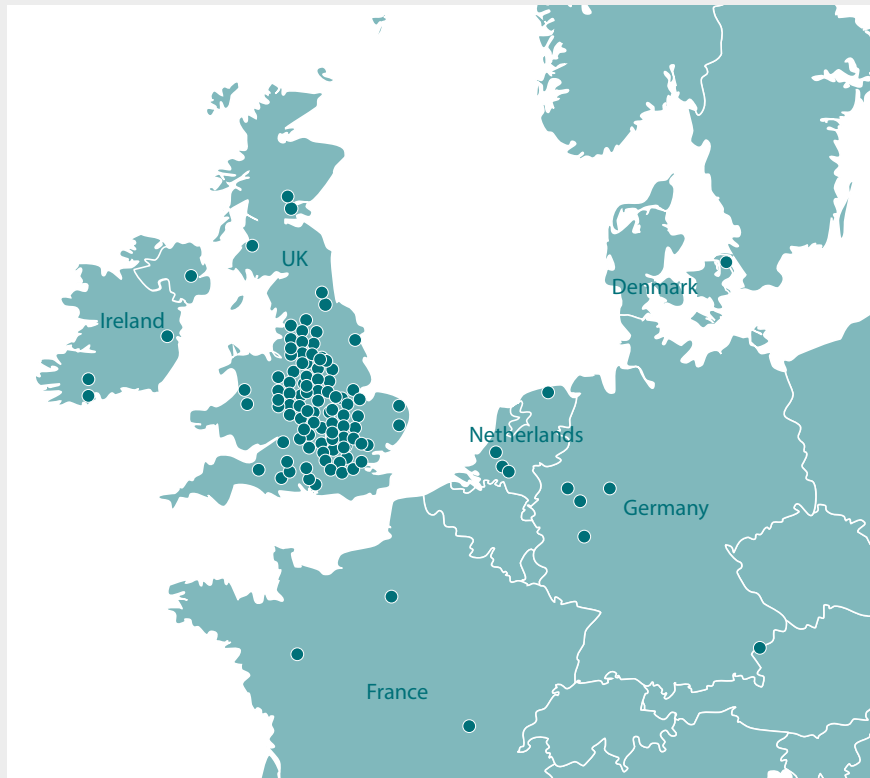 UK
Denmark
Ireland
Netherlands
Germany
France